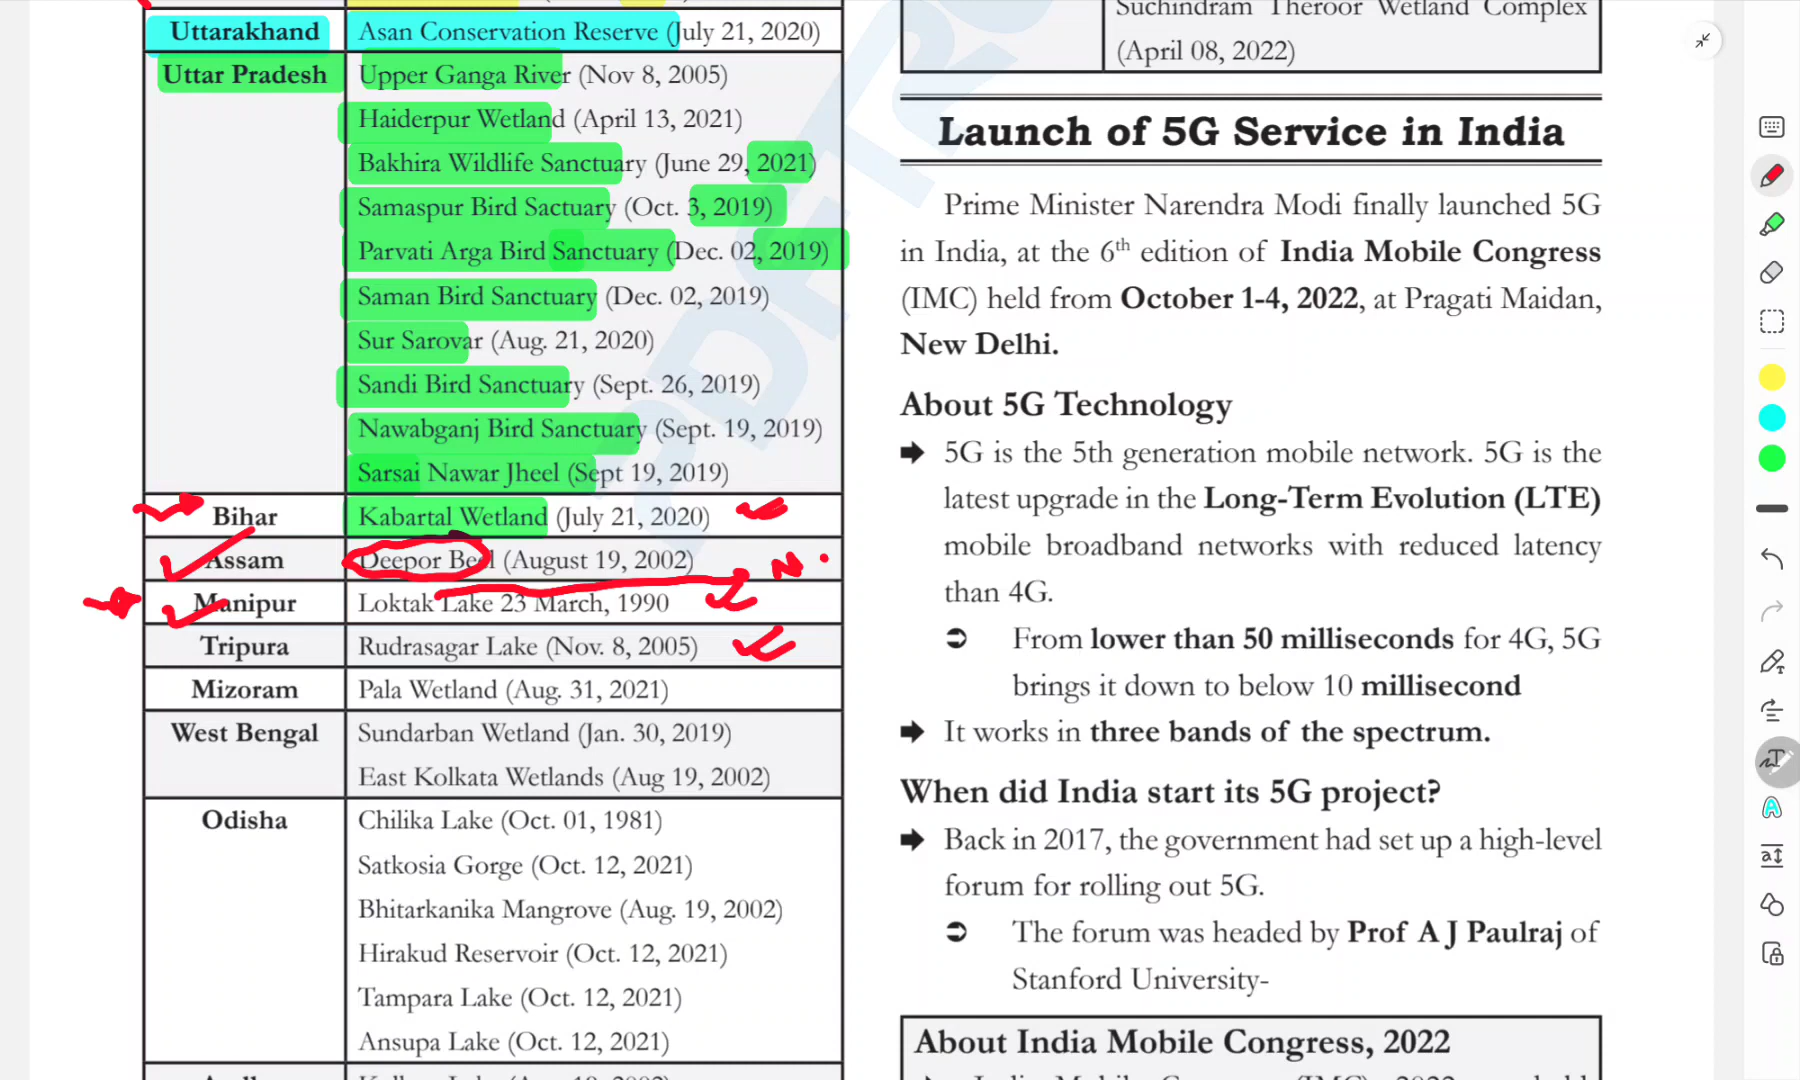 Uttarakhand Asan Conservation Reserve (July 21, 2020)
Uttar Pradesh Upper Ganga River (Nov 8, 2005)
Haiderpur Wetland (April 13, 2021)
Bakhira Wildlife Sanctuary (June 29, 2021)
Samaspur Bird Sactuary (Oct. 3, 2019)
Parvati Arga Bird Sanctuary (Dec. 02, 2019)
Saman Bird Sanctuary (Dec. 02, 2019)
Sur Sarovar (Aug. 21, 2020)
Sandi Bird Sanctuary (Sept. 26, 2019)
Nawabganj Bird Sanctuary (Sept. 19, 2019)
Sarsai Nawar Jheel (Sept 19, 2019)
Bihar Kabartal Wetland (July 21, 2020)
Assam Deepor Beel (August 19, 2002)
Manipur Loktak Lake 23 March, 1990
Tripura Rudrasagar Lake (Nov. 8, 2005)
Mizoram Pala Wetland (Aug. 31, 2021)
West Bengal Sundarban Wetland (Jan. 30, 2019)
East Kolkata Wetlands (Aug 19, 2002)
Odisha Chilika Lake (Oct. 01, 1981)
Satkosia Gorge (Oct. 12, 2021)
Bhitarkanika Mangrove (Aug. 19, 2002)
Hirakud Reservoir (Oct. 12, 2021)
Tampara Lake (Oct. 12, 2021)
Ansupa Lake (Oct. 12, 2021)
Suchindram Theroor Wetland Complex
(April 08, 2022)
Launch of 5G Service in India
Prime Minister Narendra Modi finally launched 5G
in India, at the 6th edition of India Mobile Congress
(IMC) held from October 1-4, 2022, at Pragati Maidan,
New Delhi.
About 5G Technology
5G is the 5th generation mobile network. 5G is the
latest upgrade in the Long-Term Evolution (LTE)
mobile broadband networks with reduced latency
than 4G.
From lower than 50 milliseconds for 4G, 5G
brings it down to below 10 millisecond
It works in three bands of the spectrum.
When did India start its 5G project?
Back in 2017, the government had set up a high-level
forum for rolling out 5G.
The forum was headed by Prof A J Paulraj of
Stanford University-
About India Mobile Congress, 2022